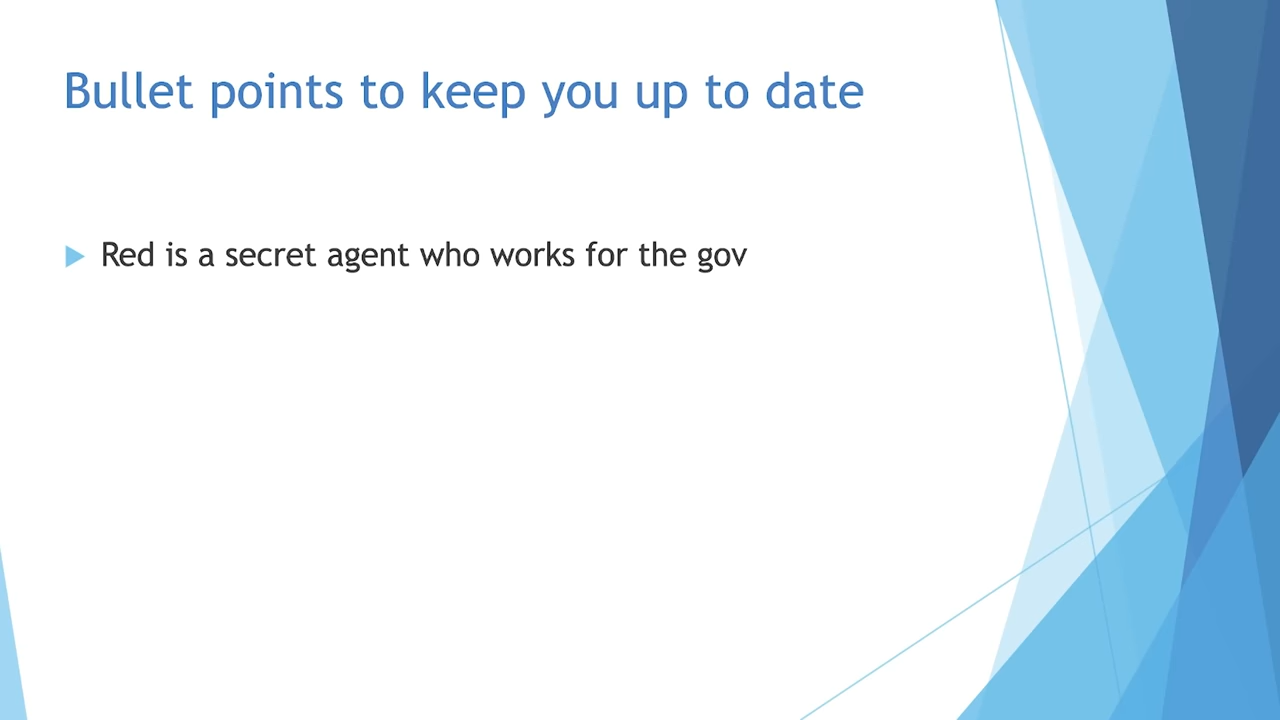 Bullet points to keep you up to date
Red is a secret agent who works for the gov